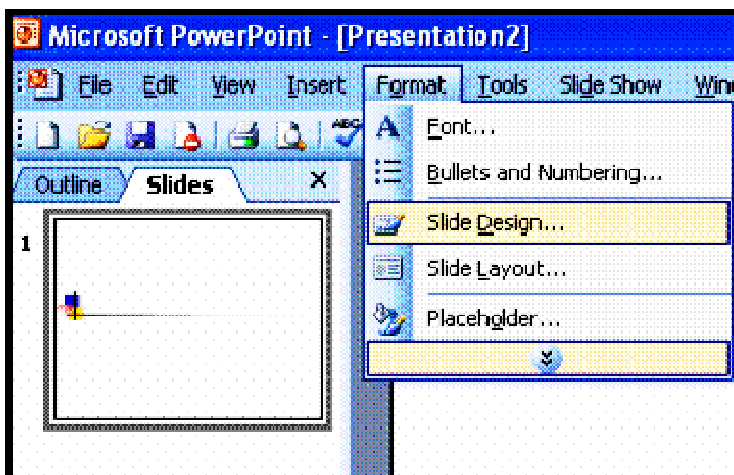 Microsoft PowerPoint - [Presentation2]
File Edit View Insert Format Tools Slide Show
ABC
Font...
Bullets and Numbering...
Outline Slides X
Slide Design...
1
Slide Layout...
Placeholder...